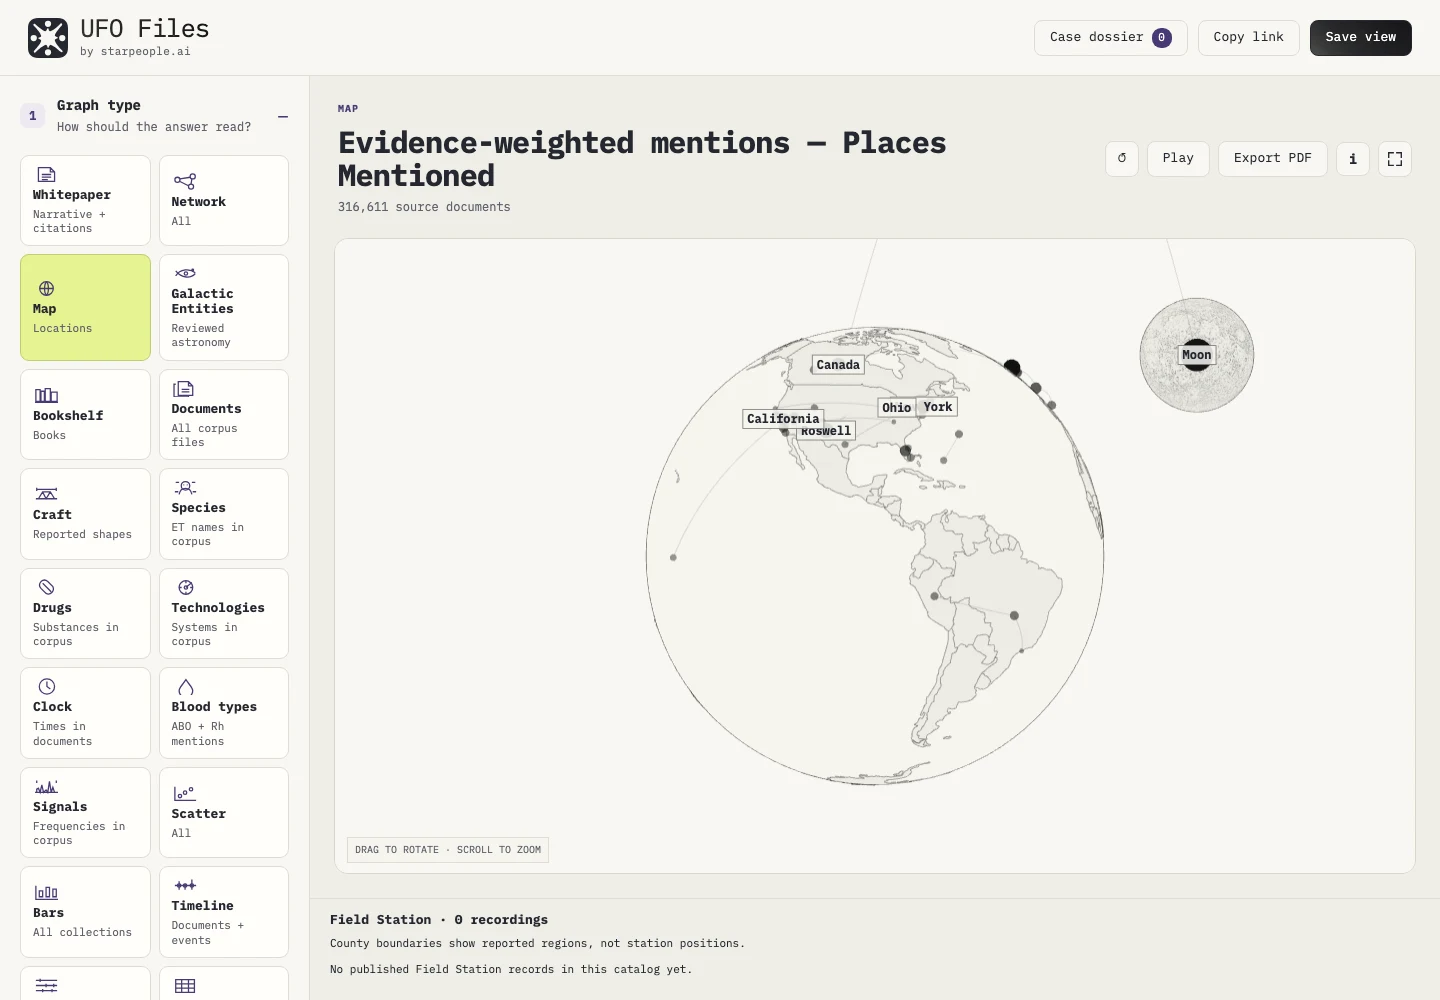 UFO Files
by starpeople.ai
Case dossier 0
Copy link
Save view
1
Graph type
How should the answer read?
Whitepaper
Narrative +
citations
Network
All
Map
Locations
Galactic
Entities
Reviewed
astronomy
Bookshelf
Books
Documents
All corpus
files
Craft
Reported shapes
Species
ET names in
corpus
Drugs
Substances in
corpus
Technologies
Systems in
corpus
Clock
Times in
documents
Blood types
ABO + Rh
mentions
Signals
Frequencies in
corpus
Scatter
All
Bars
All collections
Timeline
Documents +
events
MAP
Evidence-weighted mentions — Places
Mentioned
316,611 source documents
Play
Export PDF
i
Canada
Moon
Ohio
York
California
Roswell
DRAG TO ROTATE · SCROLL TO ZOOM
Field Station · 0 recordings
County boundaries show reported regions, not station positions.
No published Field Station records in this catalog yet.